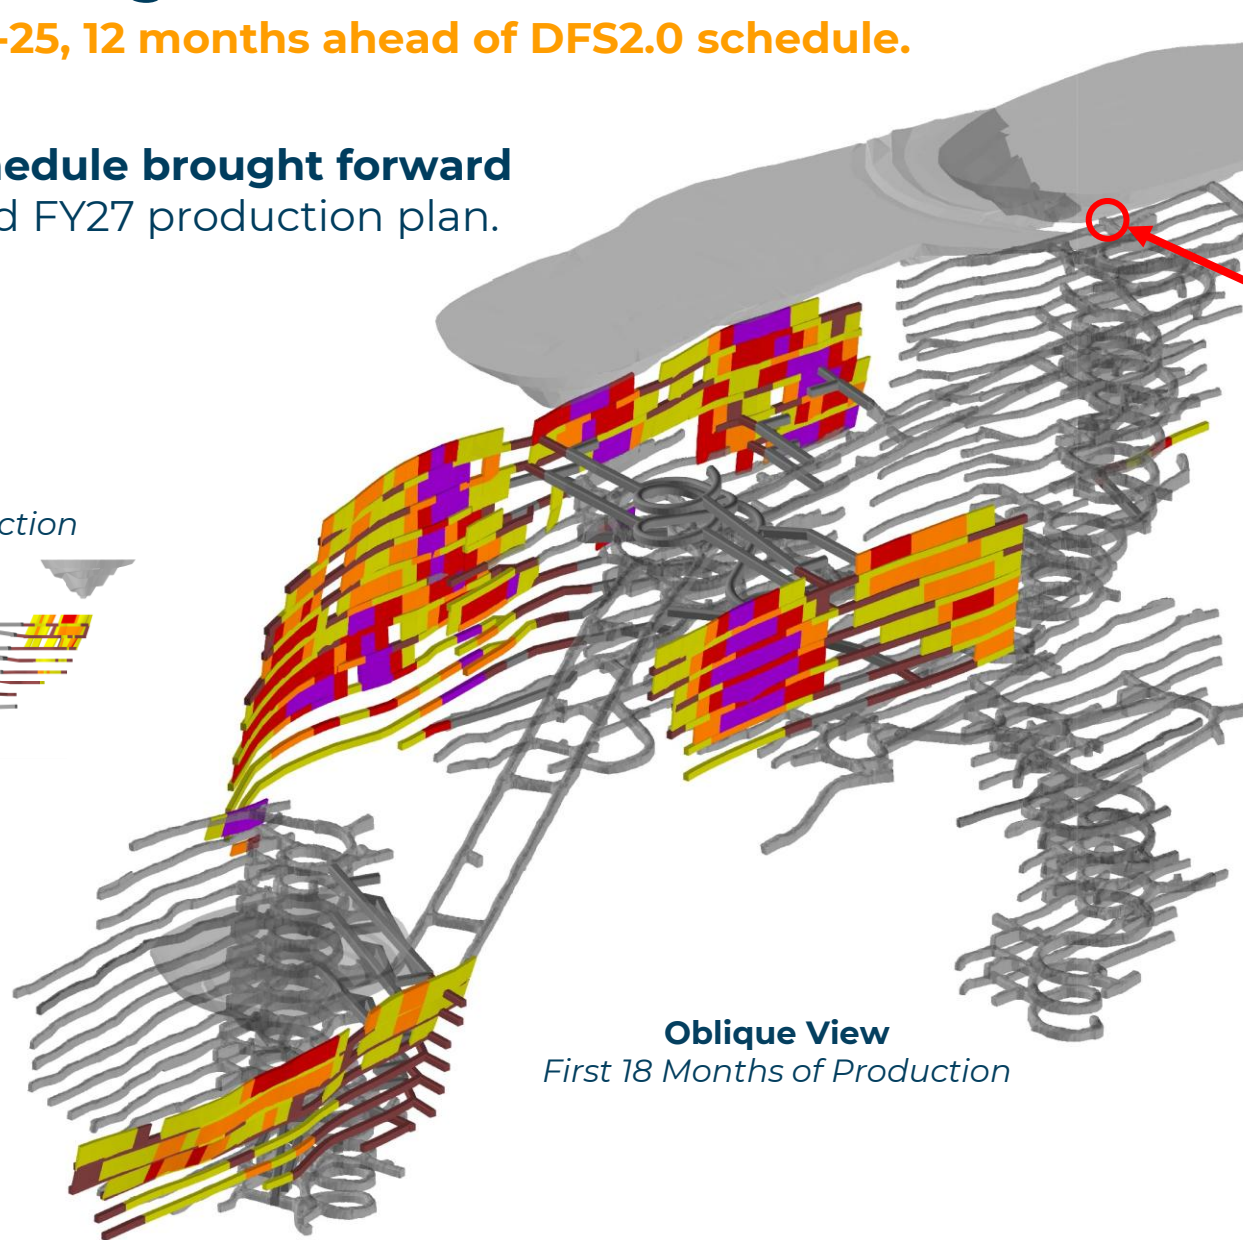 -25, 12 months ahead of DFS2.0 schedule.
hedule brought forward
d FY27 production plan.
ction
Oblique View
First 18 Months of Production